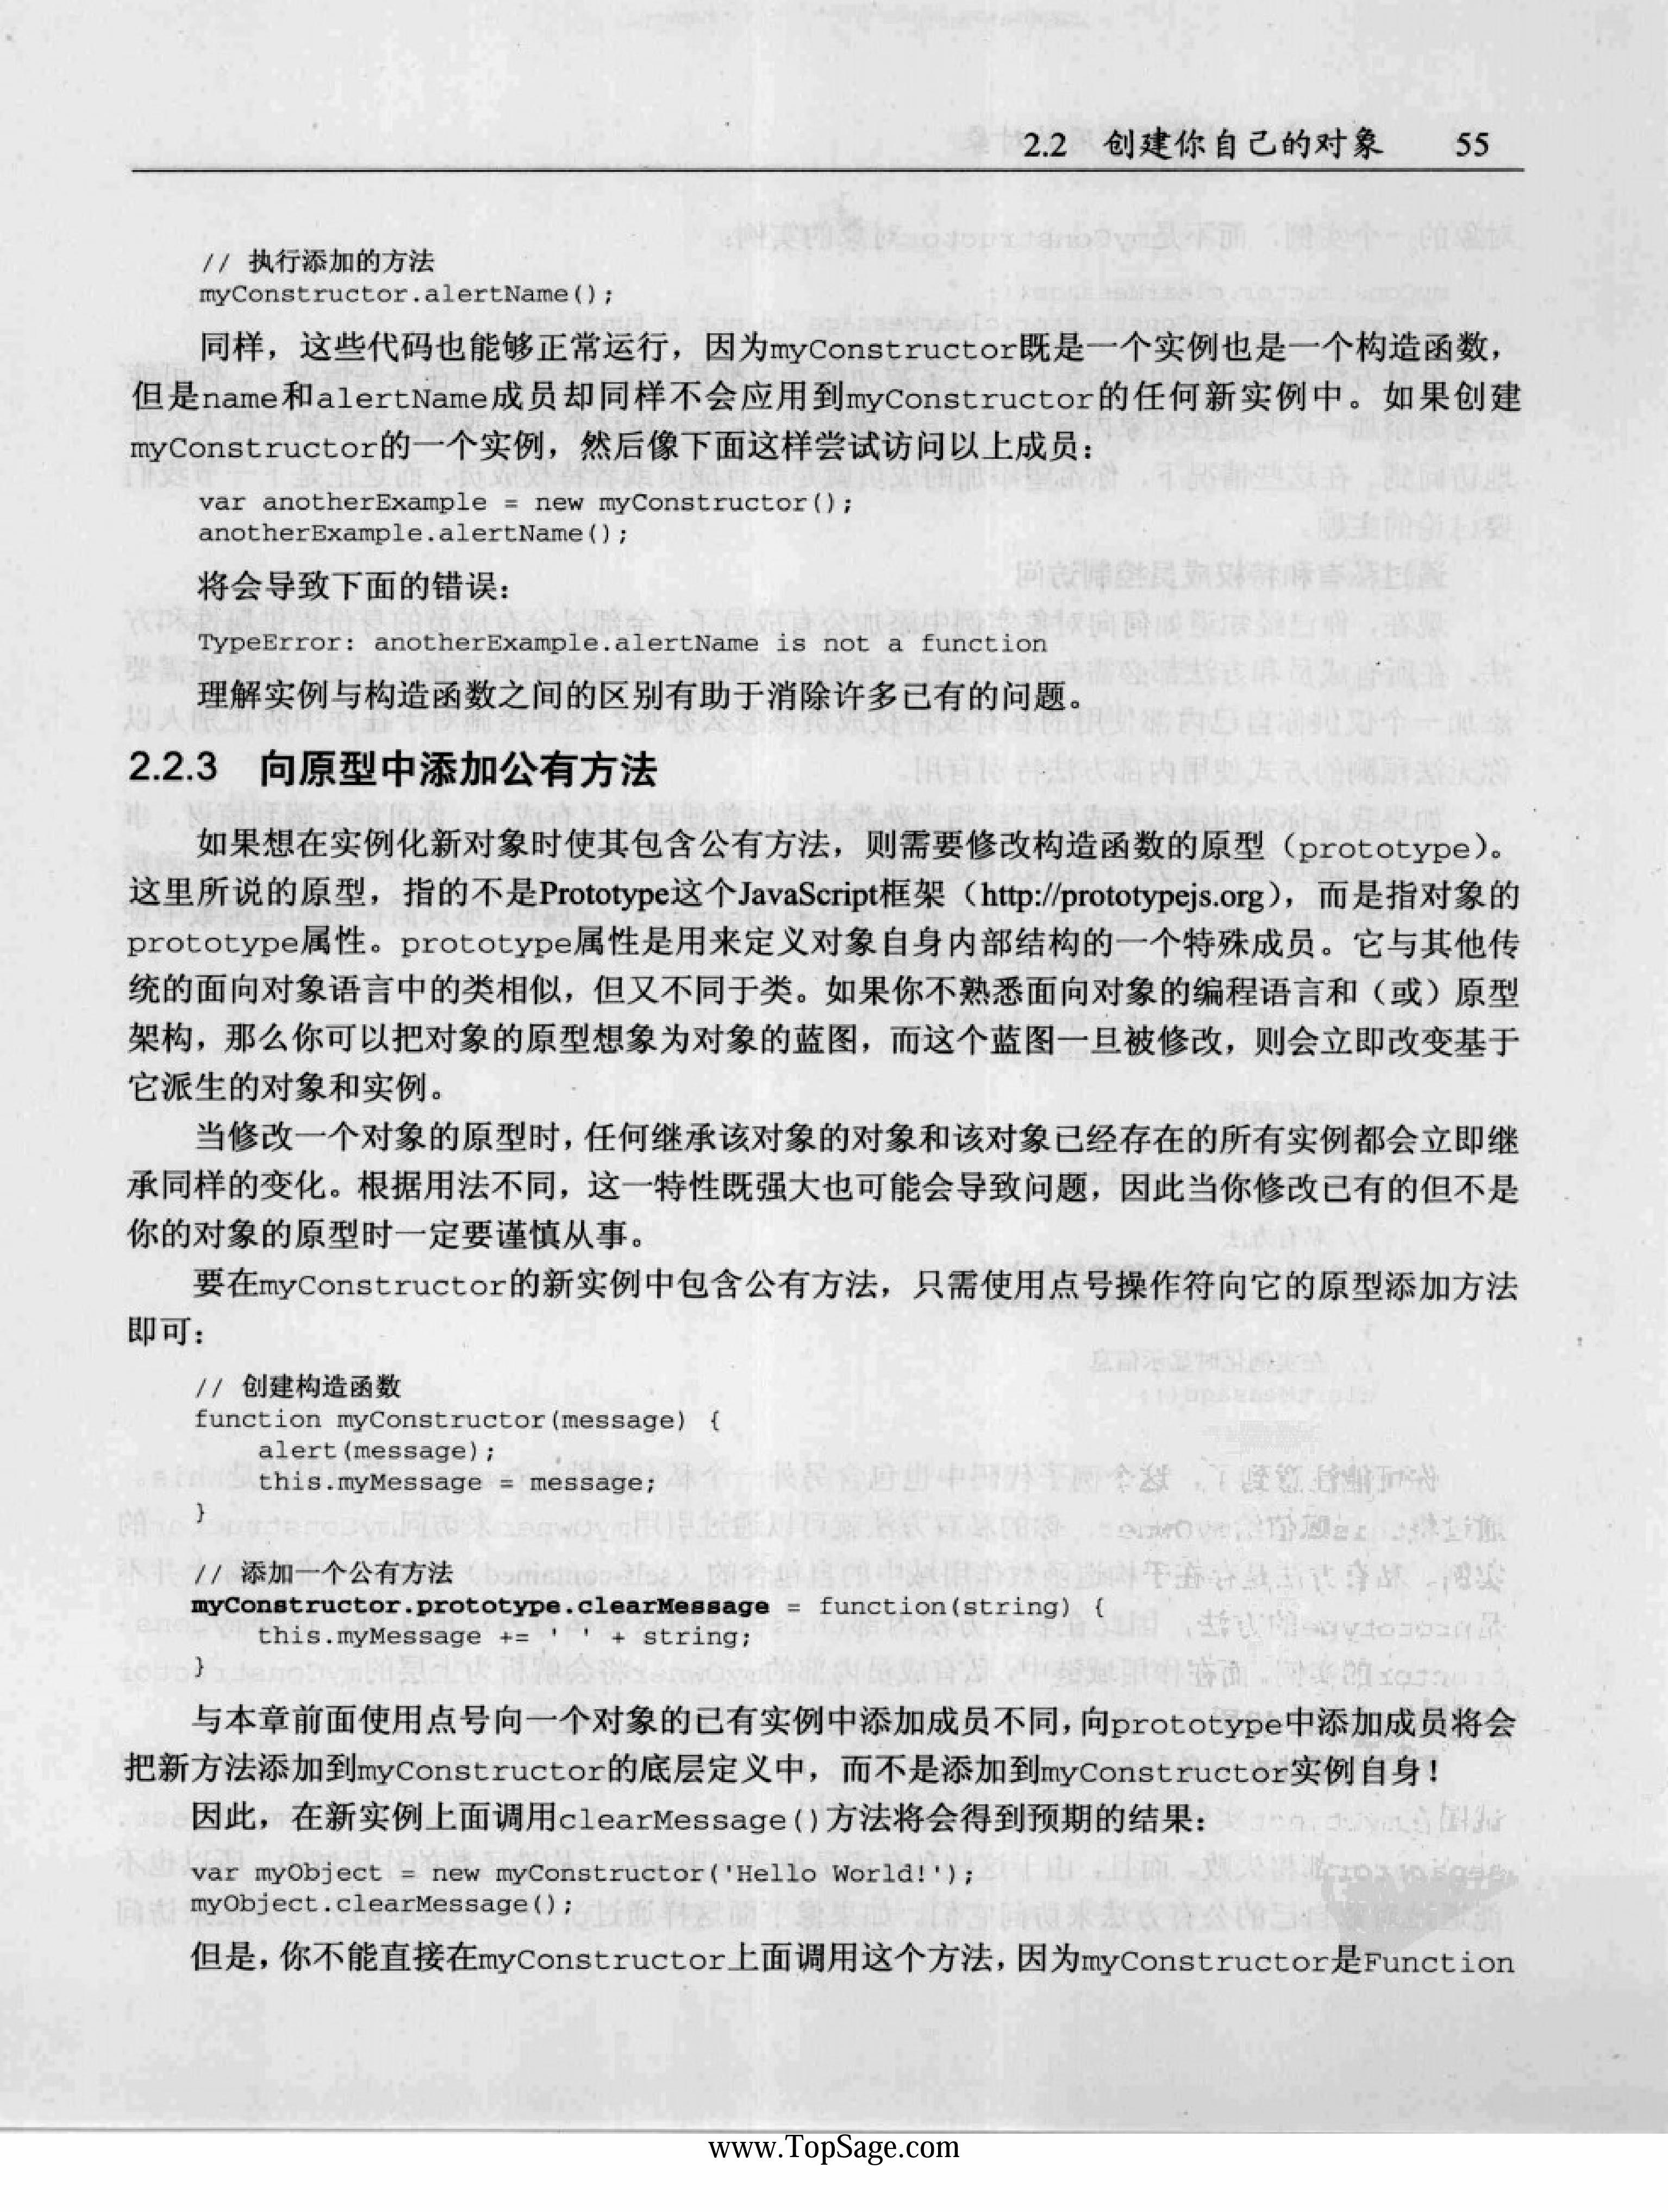 2.2 创建你自己的对象 55
// 执行添加的方法
myConstructor.alertName();
同样，这些代码也能够正常运行，因为myConstructor既是一个实例也是一个构造函数，
但是name和alertName成员却同样不会应用到myConstructor的任何新实例中。如果创建
myConstructor的一个实例，然后像下面这样尝试访问以上成员：
var anotherExample = new myConstructor();
anotherExample.alertName();
将会导致下面的错误：
TypeError: anotherExample.alertName is not a function
理解实例与构造函数之间的区别有助于消除许多已有的问题。
2.2.3 向原型中添加公有方法
如果想在实例化新对象时使其包含公有方法，则需要修改构造函数的原型（prototype）。
这里所说的原型，指的不是Prototype这个JavaScript框架（http://prototypejs.org），而是指对象的
prototype属性。prototype属性是用来定义对象自身内部结构的一个特殊成员。它与其他传
统的面向对象语言中的类相似，但又不同于类。如果你不熟悉面向对象的编程语言和（或）原型
架构，那么你可以把对象的原型想象为对象的蓝图，而这个蓝图一旦被修改，则会立即改变基于
它派生的对象和实例。
当修改一个对象的原型时，任何继承该对象的对象和该对象已经存在的所有实例都会立即继
承同样的变化。根据用法不同，这一特性既强大也可能会导致问题，因此当你修改已有的但不是
你的对象的原型时一定要谨慎从事。
要在myConstructor的新实例中包含公有方法，只需使用点号操作符向它的原型添加方法
即可：
// 创建构造函数
function myConstructor(message) {
alert(message);
this.myMessage = message;
}
// 添加一个公有方法
myConstructor.prototype.clearMessage = function(string) {
this.myMessage += ' ' + string;
}
与本章前面使用点号向一个对象的已有实例中添加成员不同，向prototype中添加成员将会
把新方法添加到myConstructor的底层定义中，而不是添加到myConstructor实例自身！
因此，在新实例上面调用clearMessage()方法将会得到预期的结果：
var myObject = new myConstructor('Hello World!');
myObject.clearMessage();
但是，你不能直接在myConstructor上面调用这个方法，因为myConstructor是Function
www.TopSage.com